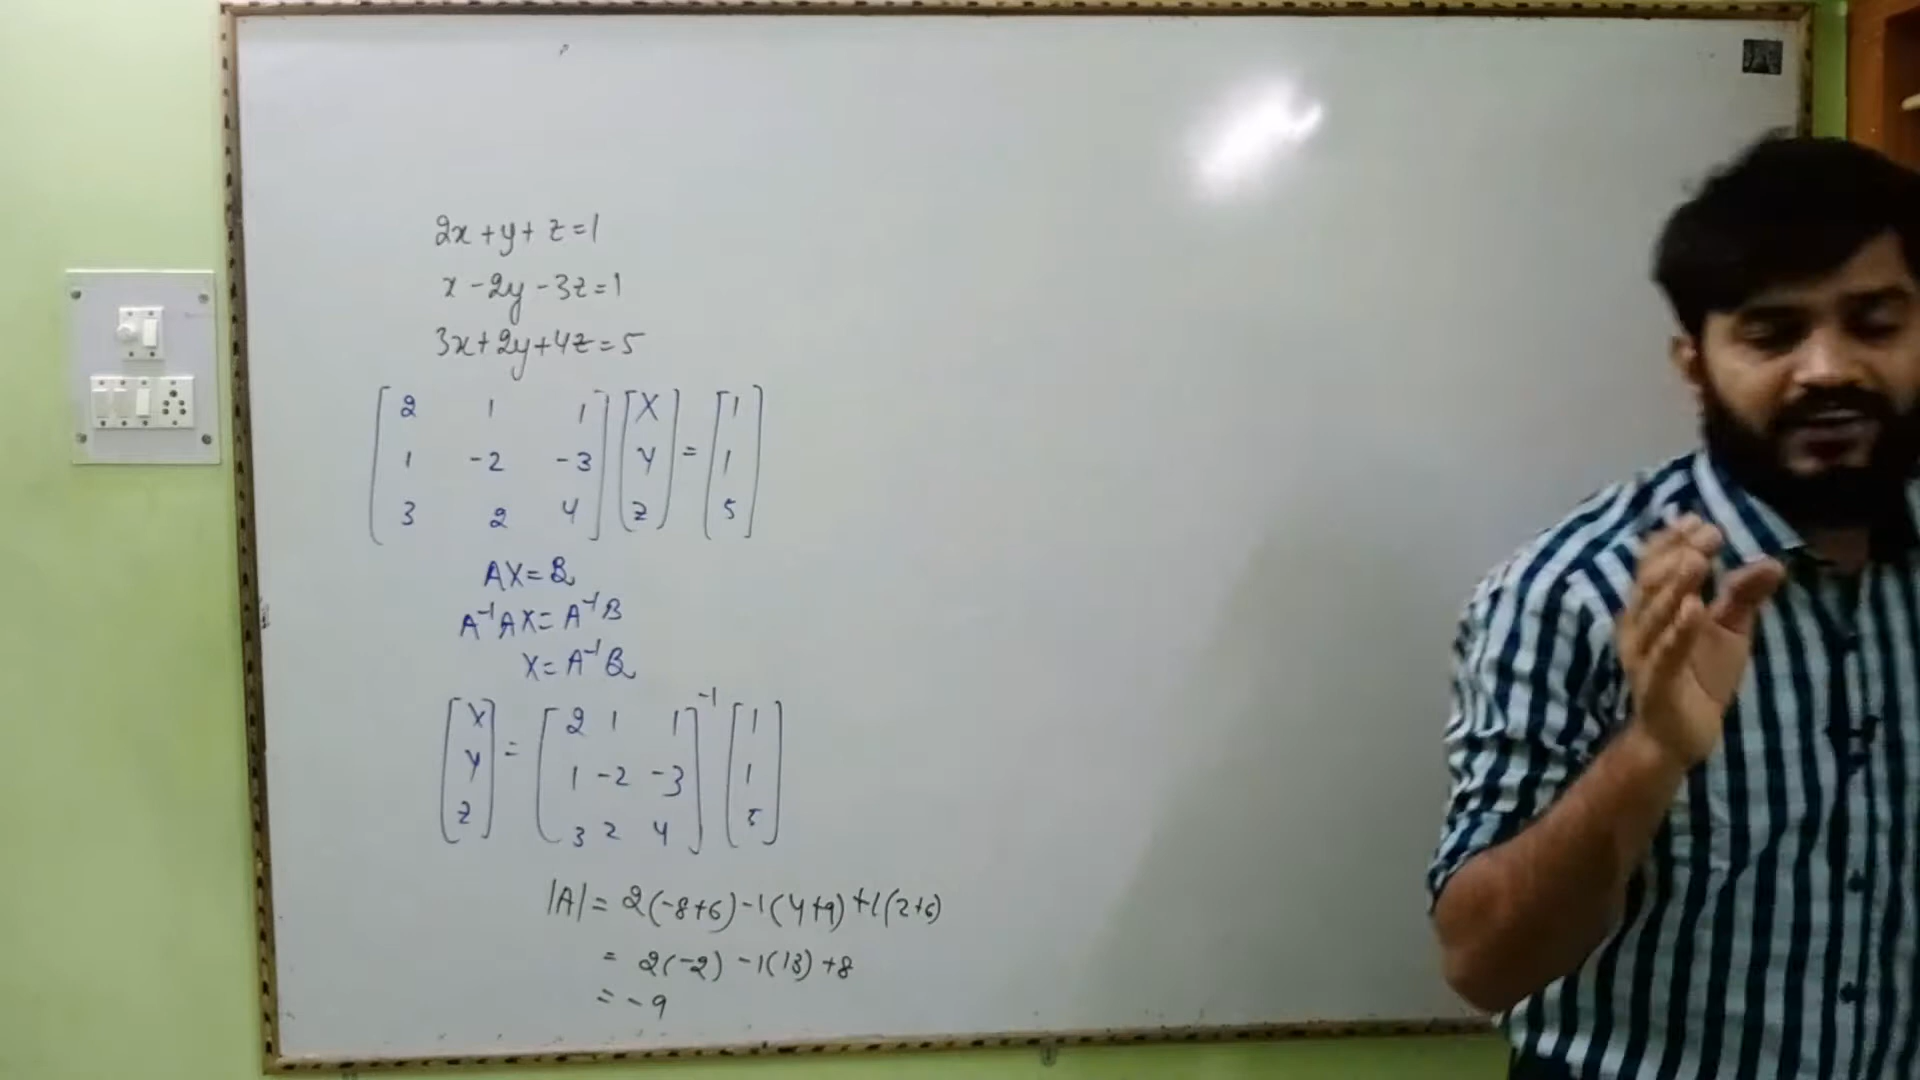 2x+y+z=1
x-2y-3z=1
3x+2y+4z=5
[2 1 1] [X] = [1]
[1 -2 -3] [Y] [1]
[3 2 4] [z] [5]
AX=B
A⁻¹AX=A⁻¹B
X=A⁻¹B
[X] = [2 1 1]⁻¹ [1]
[Y] [1 -2 -3] [1]
[z] [3 2 4] [5]
|A| = 2(-8+6)-1(4+9)+1(2+6)
= 2(-2) -1(13) +8
= -9